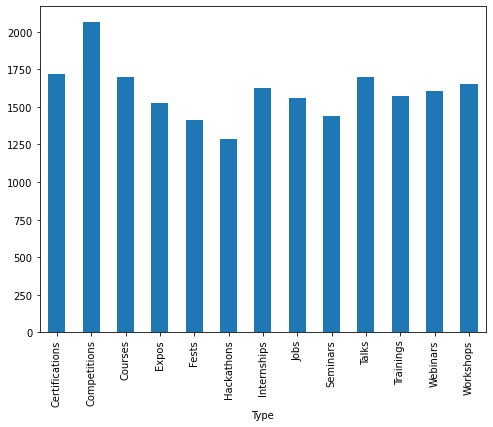 2000
1750
1500
1250
1000
750
500
250
0
Certifications
Competitions
Courses
Expos
Fests
Hackathons
Internships
Jobs
Seminars
Talks
Trainings
Webinars
Workshops
Type